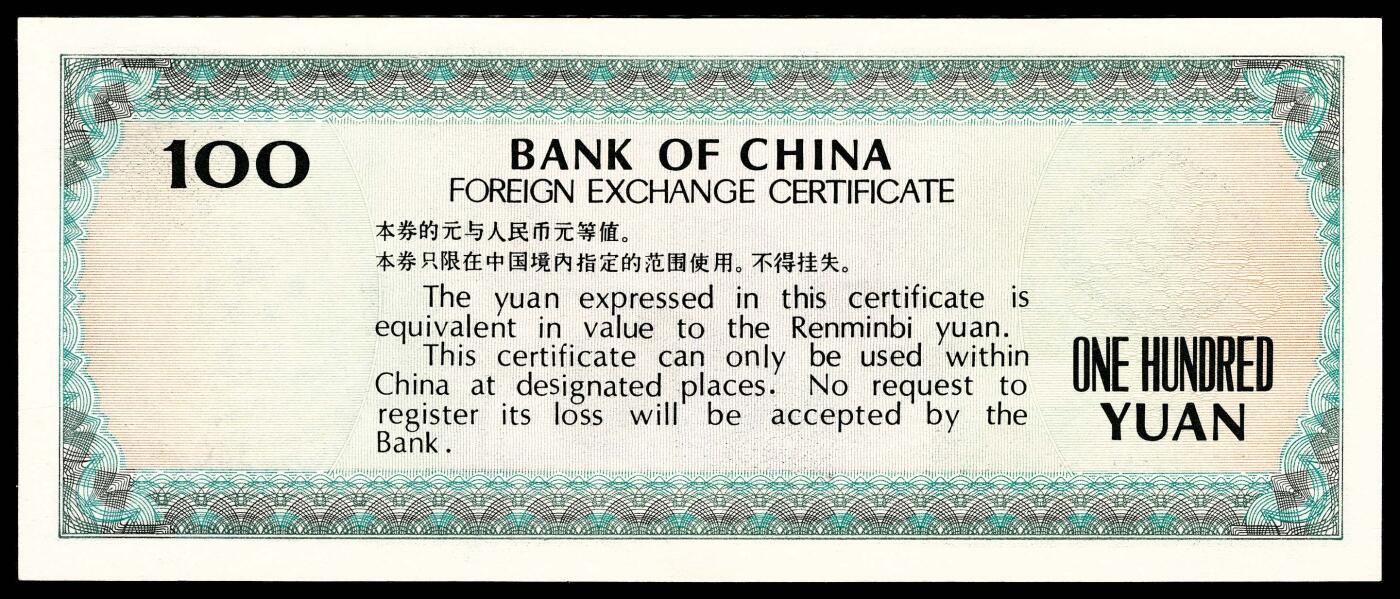 100
BANK OF CHINA
FOREIGN EXCHANGE CERTIFICATE
本券的元与人民币元等值。
本券只限在中国境内指定的范围使用。不得挂失。
The yuan expressed in this certificate is
equivalent in value to the Renminbi yuan.
This certificate can only be used within
China at designated places. No request to
register its loss will be accepted by the
Bank.
ONE HUNDRED
YUAN